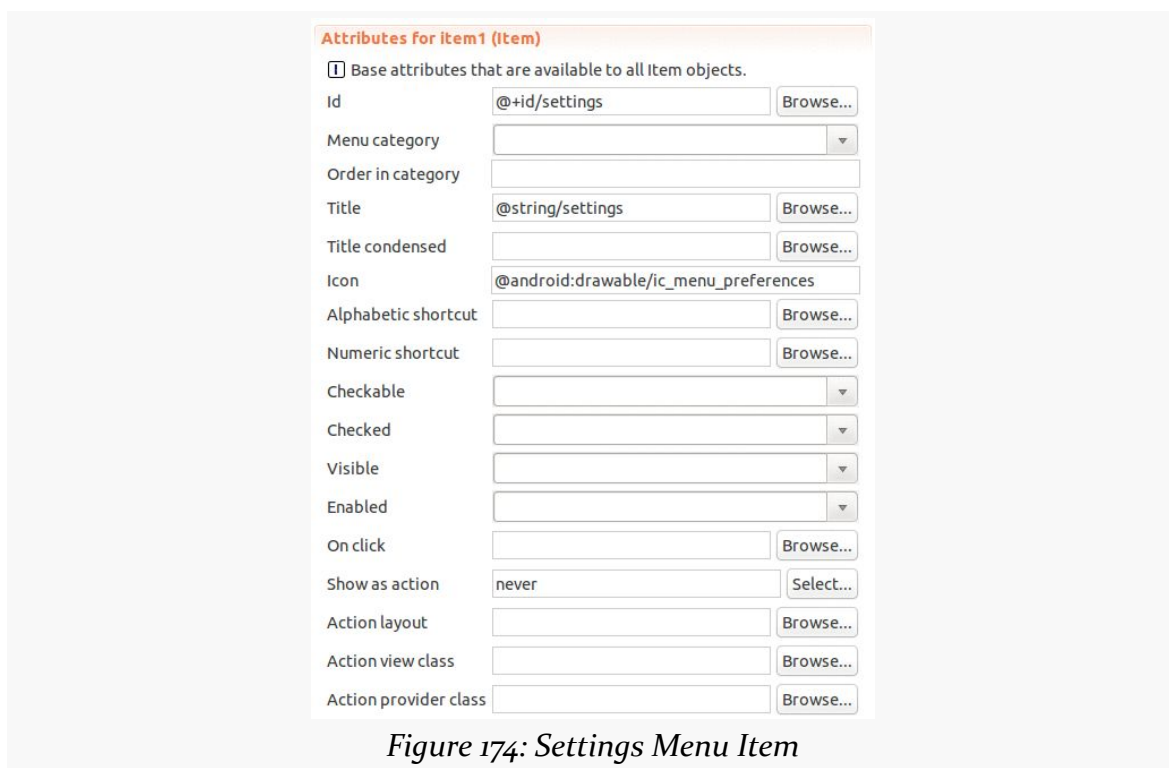 Attributes for item1 (Item)
I Base attributes that are available to all Item objects.
Id @+id/settings Browse...
Menu category
Order in category
Title @string/settings Browse...
Title condensed Browse...
Icon @android:drawable/ic_menu_preferences
Alphabetic shortcut Browse...
Numeric shortcut Browse...
Checkable
Checked
Visible
Enabled
On click Browse...
Show as action never Select...
Action layout Browse...
Action view class Browse...
Action provider class Browse...
Figure 174: Settings Menu Item